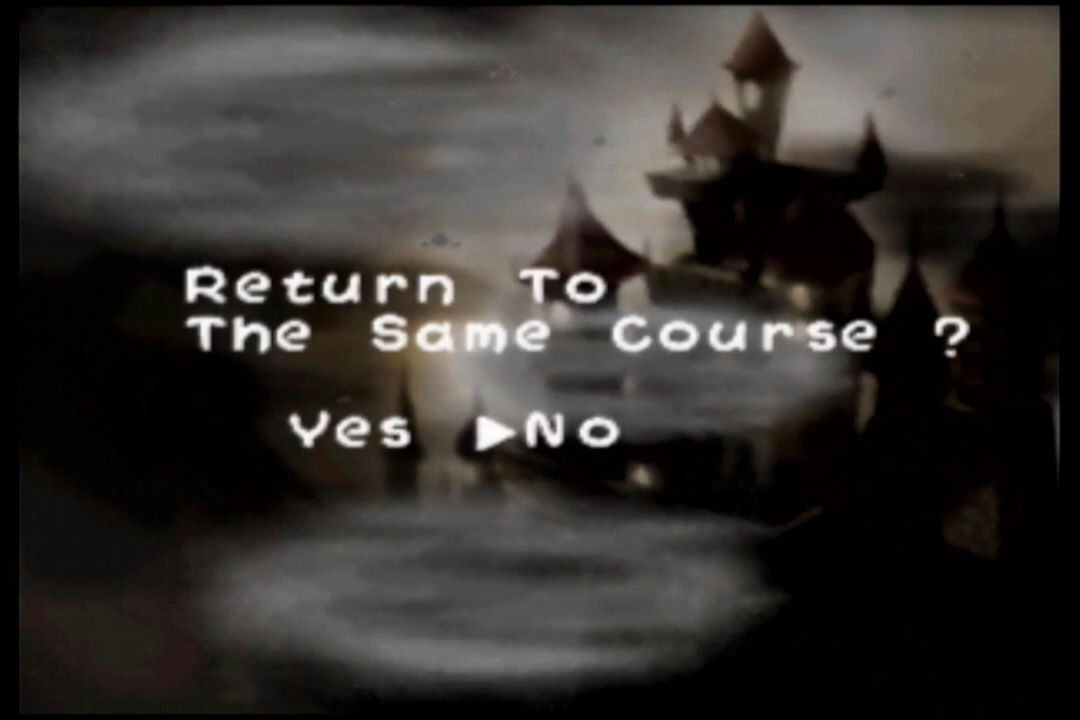 Return To
The Same Course ?
Yes ▶No